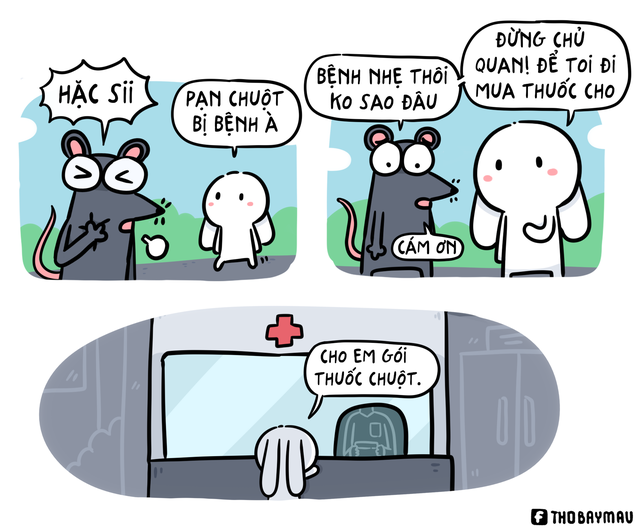 HẶC SII
PẠN CHUỘT
BỊ BỆNH À
BỆNH NHẸ THÔI
KO SAO ĐÂU
ĐỪNG CHỦ
QUAN! ĐỂ TOI ĐI
MUA THUỐC CHO
CÁM ƠN
CHO EM GÓI
THUỐC CHUỘT.
f THOBAYMAU